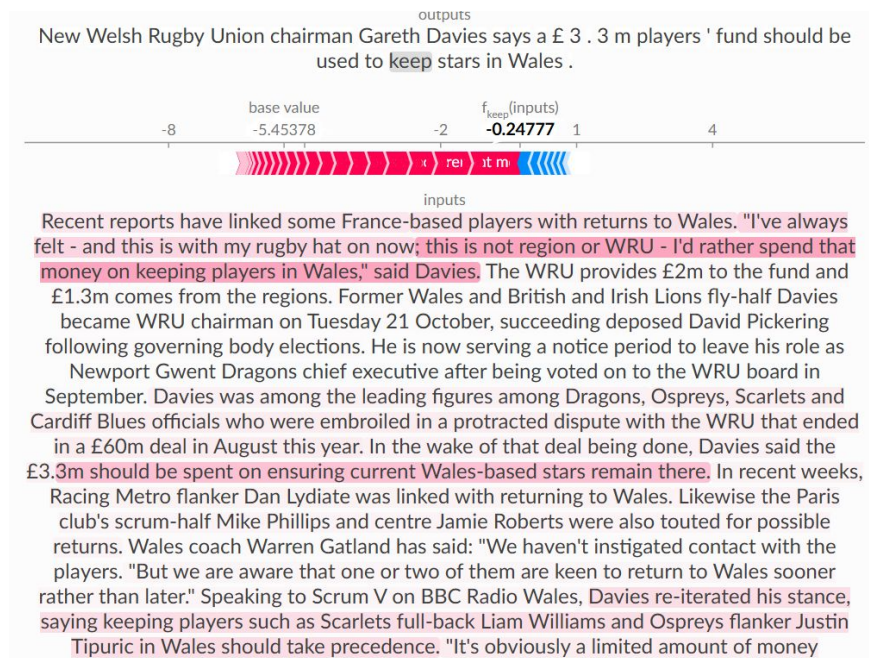 outputs
New Welsh Rugby Union chairman Gareth Davies says a £ 3 . 3 m players ' fund should be
used to keep stars in Wales .
base value
fkeep(inputs)
-8 -5.45378 -2 -0.24777 1 4
rei
at m
inputs
Recent reports have linked some France-based players with returns to Wales. "I've always
felt - and this is with my rugby hat on now; this is not region or WRU - I'd rather spend that
money on keeping players in Wales," said Davies. The WRU provides £2m to the fund and
£1.3m comes from the regions. Former Wales and British and Irish Lions fly-half Davies
became WRU chairman on Tuesday 21 October, succeeding deposed David Pickering
following governing body elections. He is now serving a notice period to leave his role as
Newport Gwent Dragons chief executive after being voted on to the WRU board in
September. Davies was among the leading figures among Dragons, Ospreys, Scarlets and
Cardiff Blues officials who were embroiled in a protracted dispute with the WRU that ended
in a £60m deal in August this year. In the wake of that deal being done, Davies said the
£3.3m should be spent on ensuring current Wales-based stars remain there. In recent weeks,
Racing Metro flanker Dan Lydiate was linked with returning to Wales. Likewise the Paris
club's scrum-half Mike Phillips and centre Jamie Roberts were also touted for possible
returns. Wales coach Warren Gatland has said: "We haven't instigated contact with the
players. "But we are aware that one or two of them are keen to return to Wales sooner
rather than later." Speaking to Scrum V on BBC Radio Wales, Davies re-iterated his stance,
saying keeping players such as Scarlets full-back Liam Williams and Ospreys flanker Justin
Tipuric in Wales should take precedence. "It's obviously a limited amount of money